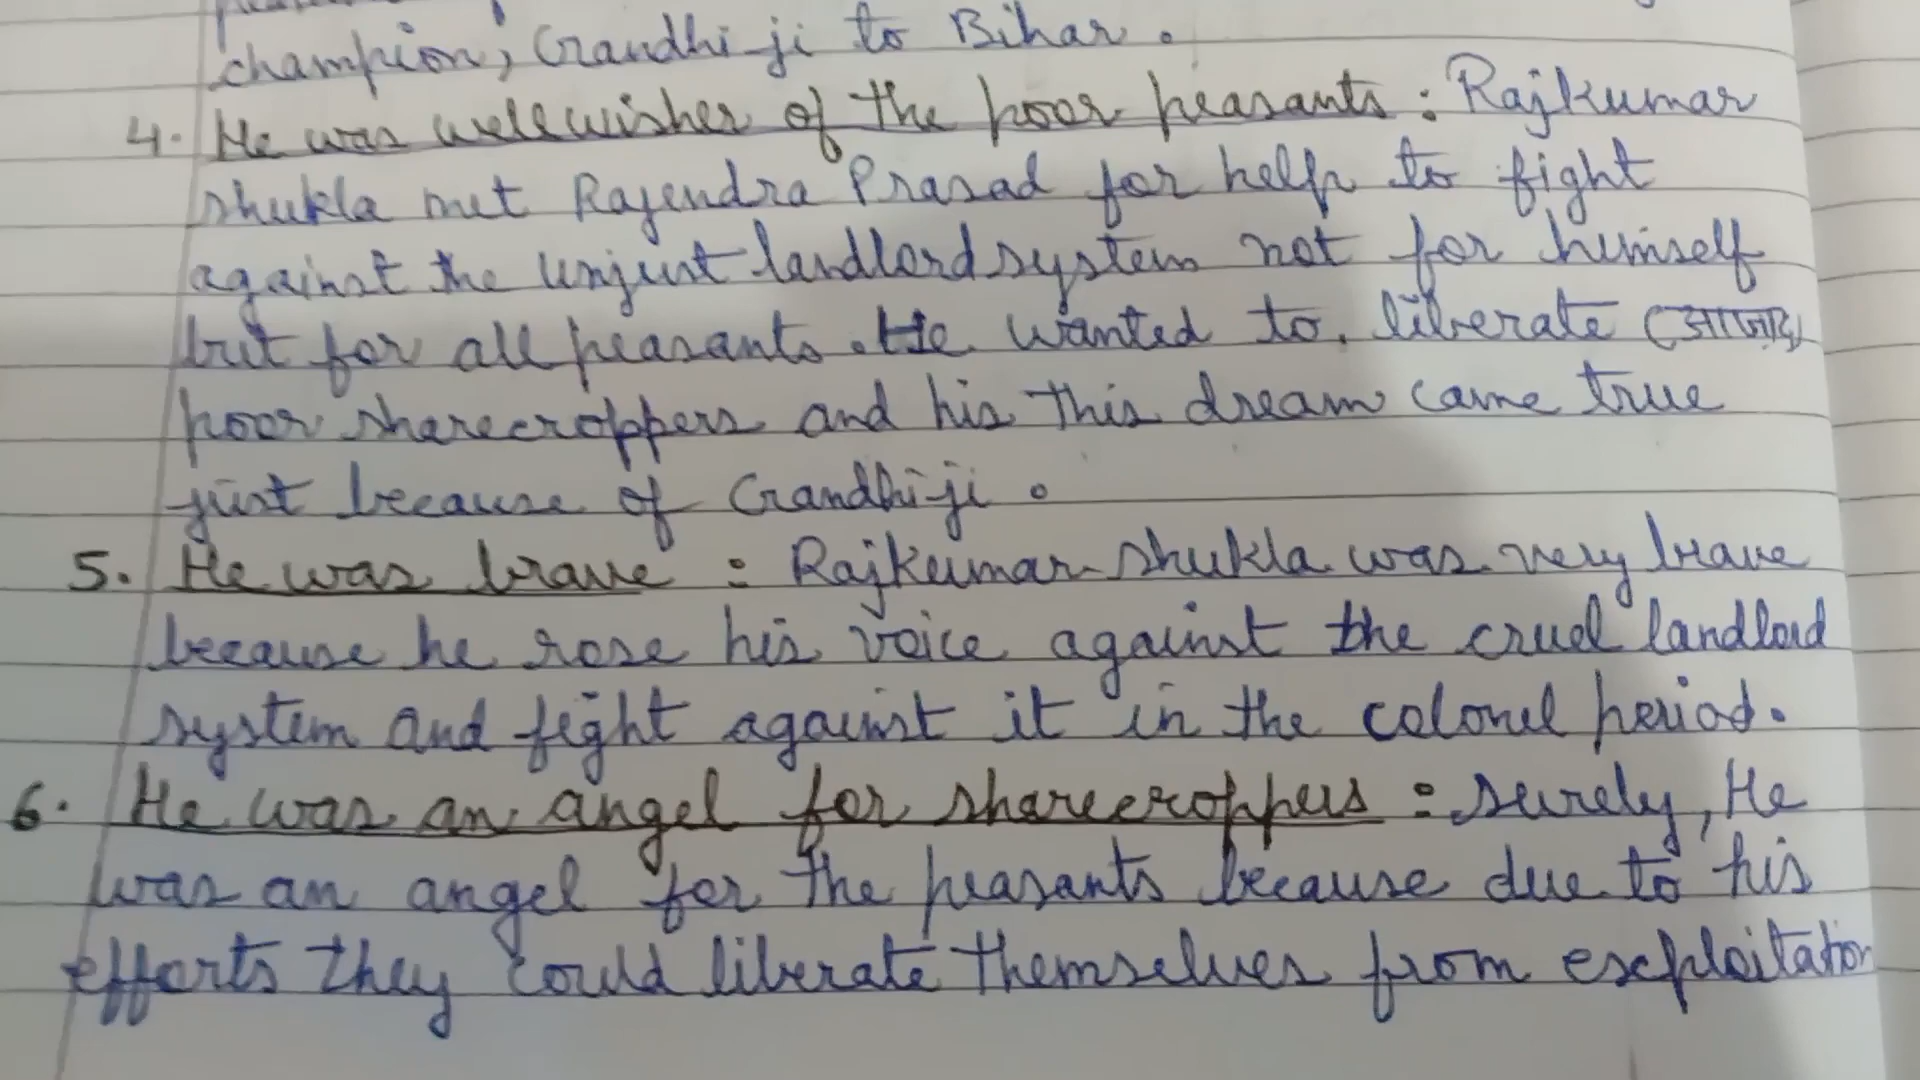 champion, Gandhi-ji to Bihar.
4. He was wellwisher of the poor peasants : Rajkumar
shukla met Rajendra Prasad for help to fight
against the unjust landlord system not for himself
but for all peasants. He wanted to liberate (आजाद)
poor sharecroppers and his this dream came true
just because of Gandhi-ji.
5. He was brave : Rajkumar shukla was very brave
because he rose his voice against the cruel landlord
system and fight against it in the colonel period.
6. He was an angel for sharecroppers : surely, He
was an angel for the peasants because due to his
efforts they could liberate themselves from exploitation